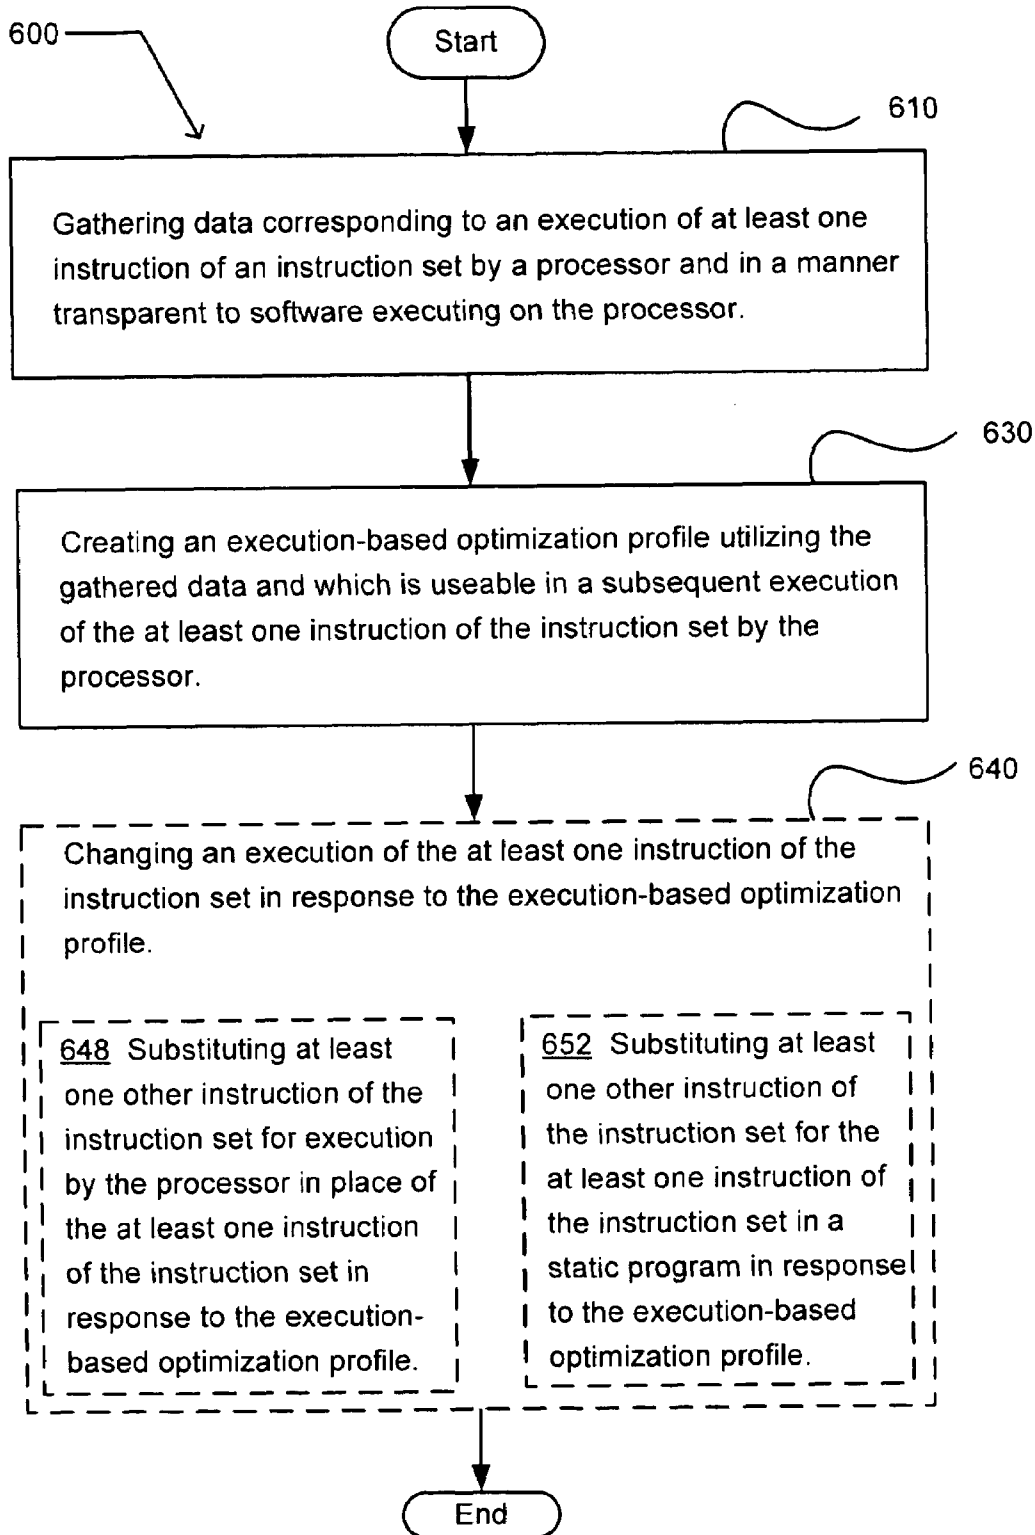 600
Start
610
Gathering data corresponding to an execution of at least one
instruction of an instruction set by a processor and in a manner
transparent to software executing on the processor.
630
Creating an execution-based optimization profile utilizing the
gathered data and which is useable in a subsequent execution
of the at least one instruction of the instruction set by the
processor.
640
Changing an execution of the at least one instruction of the
instruction set in response to the execution-based optimization
profile.
648 Substituting at least
one other instruction of the
instruction set for execution
by the processor in place of
the at least one instruction
of the instruction set in
response to the execution-
based optimization profile.
652 Substituting at least
one other instruction of
the instruction set for the
at least one instruction of
the instruction set in a
static program in response
to the execution-based
optimization profile.
End